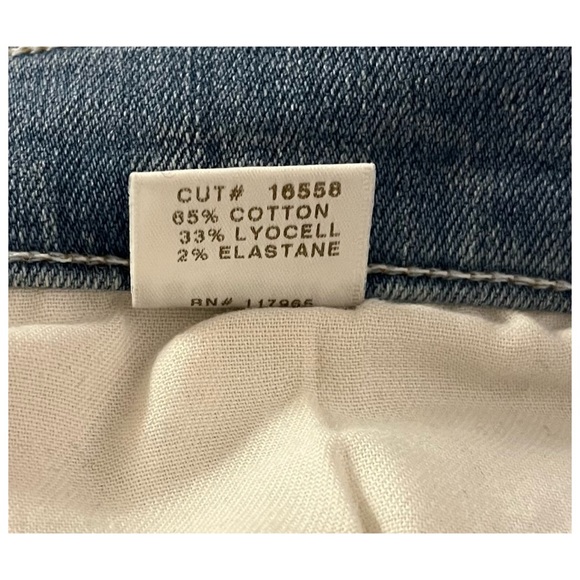 CUT# 16558
65% COTTON
33% LYOCELL
2% ELASTANE
RN# 117965